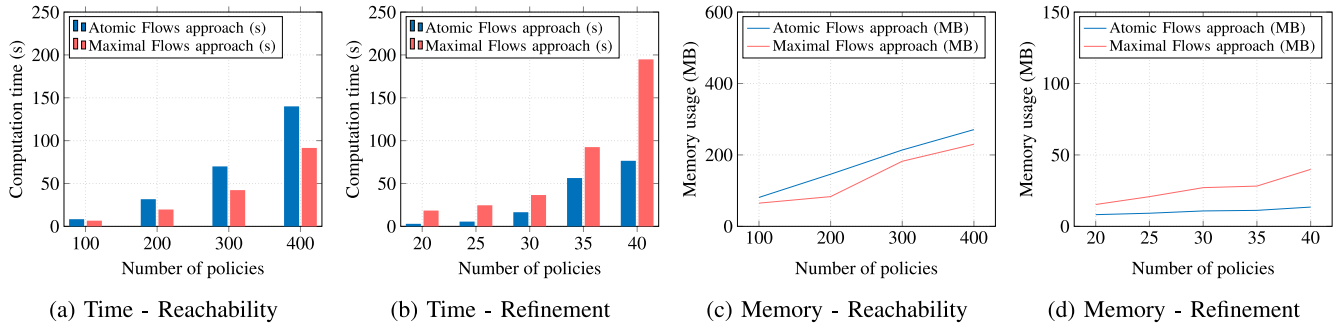 250
200
150
100
50
0
Computation time (s)
Atomic Flows approach (s)
Maximal Flows approach (s)
100 200 300 400
Number of policies
(a) Time - Reachability
250
200
150
100
50
0
Computation time (s)
Atomic Flows approach (s)
Maximal Flows approach (s)
20 25 30 35 40
Number of policies
(b) Time - Refinement
600
400
200
0
Memory usage (MB)
Atomic Flows approach (MB)
Maximal Flows approach (MB)
100 200 300 400
Number of policies
(c) Memory - Reachability
150
100
50
0
Memory usage (MB)
Atomic Flows approach (MB)
Maximal Flows approach (MB)
20 25 30 35 40
Number of policies
(d) Memory - Refinement